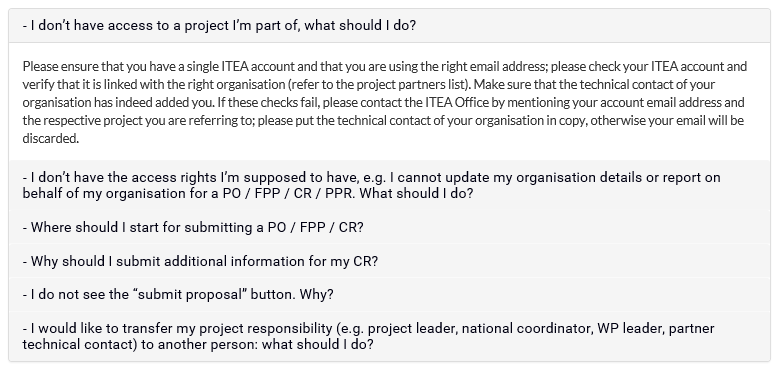 - I don't have access to a project I'm part of, what should I do?
Please ensure that you have a single ITEA account and that you are using the right email address; please check your ITEA account and
verify that it is linked with the right organisation (refer to the project partners list). Make sure that the technical contact of your
organisation has indeed added you. If these checks fail, please contact the ITEA Office by mentioning your account email address and
the respective project you are referring to; please put the technical contact of your organisation in copy, otherwise your email will be
discarded.
- I don't have the access rights I'm supposed to have, e.g. I cannot update my organisation details or report on
behalf of my organisation for a PO / FPP / CR / PPR. What should I do?
- Where should I start for submitting a PO / FPP / CR?
- Why should I submit additional information for my CR?
- I do not see the “submit proposal” button. Why?
- I would like to transfer my project responsibility (e.g. project leader, national coordinator, WP leader, partner
technical contact) to another person: what should I do?